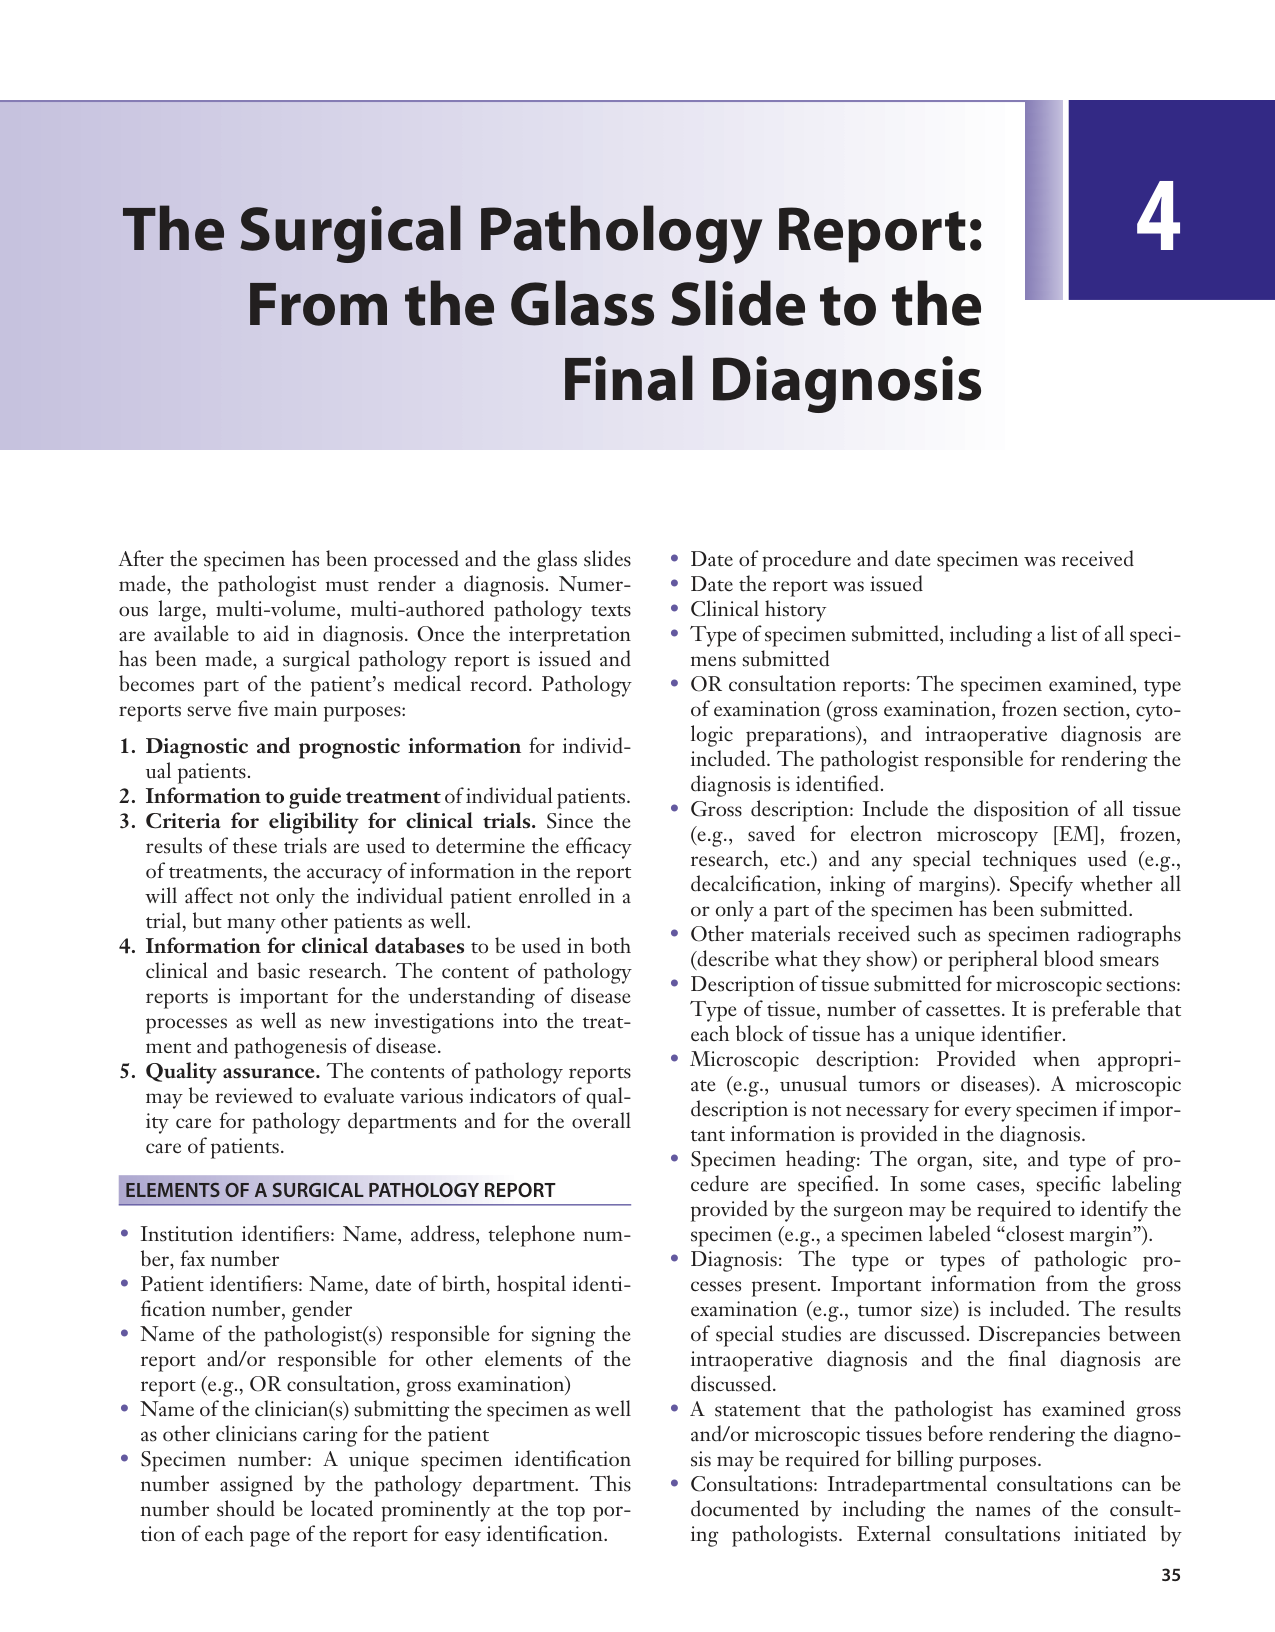 4
The Surgical Pathology Report:
From the Glass Slide to the
Final Diagnosis
After the specimen has been processed and the glass slides
made, the pathologist must render a diagnosis. Numer-
ous large, multi-volume, multi-authored pathology texts
are available to aid in diagnosis. Once the interpretation
has been made, a surgical pathology report is issued and
becomes part of the patient’s medical record. Pathology
reports serve five main purposes:
1. Diagnostic and prognostic information for individ-
ual patients.
2. Information to guide treatment of individual patients.
3. Criteria for eligibility for clinical trials. Since the
results of these trials are used to determine the efficacy
of treatments, the accuracy of information in the report
will affect not only the individual patient enrolled in a
trial, but many other patients as well.
4. Information for clinical databases to be used in both
clinical and basic research. The content of pathology
reports is important for the understanding of disease
processes as well as new investigations into the treat-
ment and pathogenesis of disease.
5. Quality assurance. The contents of pathology reports
may be reviewed to evaluate various indicators of qual-
ity care for pathology departments and for the overall
care of patients.
ELEMENTS OF A SURGICAL PATHOLOGY REPORT
• Institution identifiers: Name, address, telephone num-
ber, fax number
• Patient identifiers: Name, date of birth, hospital identi-
fication number, gender
• Name of the pathologist(s) responsible for signing the
report and/or responsible for other elements of the
report (e.g., OR consultation, gross examination)
• Name of the clinician(s) submitting the specimen as well
as other clinicians caring for the patient
• Specimen number: A unique specimen identification
number assigned by the pathology department. This
number should be located prominently at the top por-
tion of each page of the report for easy identification.
• Date of procedure and date specimen was received
• Date the report was issued
• Clinical history
• Type of specimen submitted, including a list of all speci-
mens submitted
• OR consultation reports: The specimen examined, type
of examination (gross examination, frozen section, cyto-
logic preparations), and intraoperative diagnosis are
included. The pathologist responsible for rendering the
diagnosis is identified.
• Gross description: Include the disposition of all tissue
(e.g., saved for electron microscopy [EM], frozen,
research, etc.) and any special techniques used (e.g.,
decalcification, inking of margins). Specify whether all
or only a part of the specimen has been submitted.
• Other materials received such as specimen radiographs
(describe what they show) or peripheral blood smears
• Description of tissue submitted for microscopic sections:
Type of tissue, number of cassettes. It is preferable that
each block of tissue has a unique identifier.
• Microscopic description: Provided when appropri-
ate (e.g., unusual tumors or diseases). A microscopic
description is not necessary for every specimen if impor-
tant information is provided in the diagnosis.
• Specimen heading: The organ, site, and type of pro-
cedure are specified. In some cases, specific labeling
provided by the surgeon may be required to identify the
specimen (e.g., a specimen labeled “closest margin”).
• Diagnosis: The type or types of pathologic pro-
cesses present. Important information from the gross
examination (e.g., tumor size) is included. The results
of special studies are discussed. Discrepancies between
intraoperative diagnosis and the final diagnosis are
discussed.
• A statement that the pathologist has examined gross
and/or microscopic tissues before rendering the diagno-
sis may be required for billing purposes.
• Consultations: Intradepartmental consultations can be
documented by including the names of the consult-
ing pathologists. External consultations initiated by
35